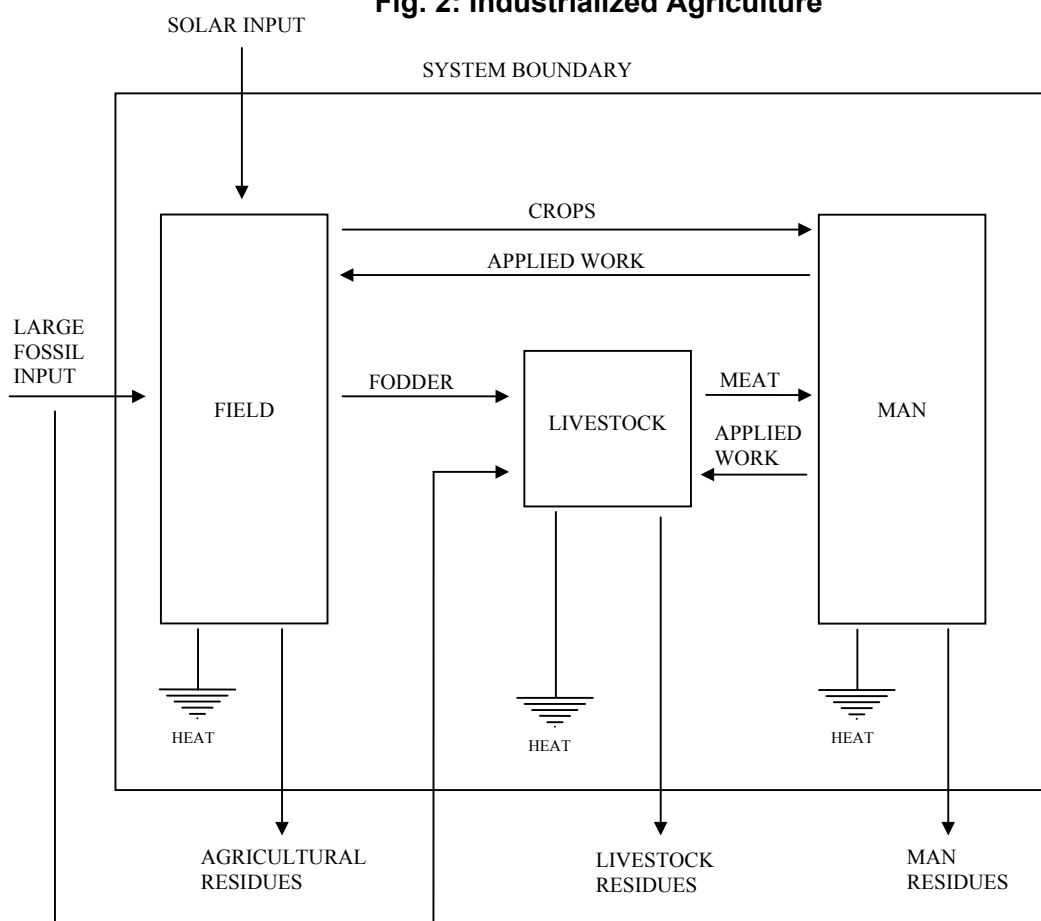 Fig. 2: Industrialized Agriculture
SOLAR INPUT
SYSTEM BOUNDARY
CROPS
APPLIED WORK
LARGE
FOSSIL
INPUT
FIELD
FODDER
LIVESTOCK
MEAT
APPLIED
WORK
MAN
HEAT
HEAT
HEAT
AGRICULTURAL
RESIDUES
LIVESTOCK
RESIDUES
MAN
RESIDUES